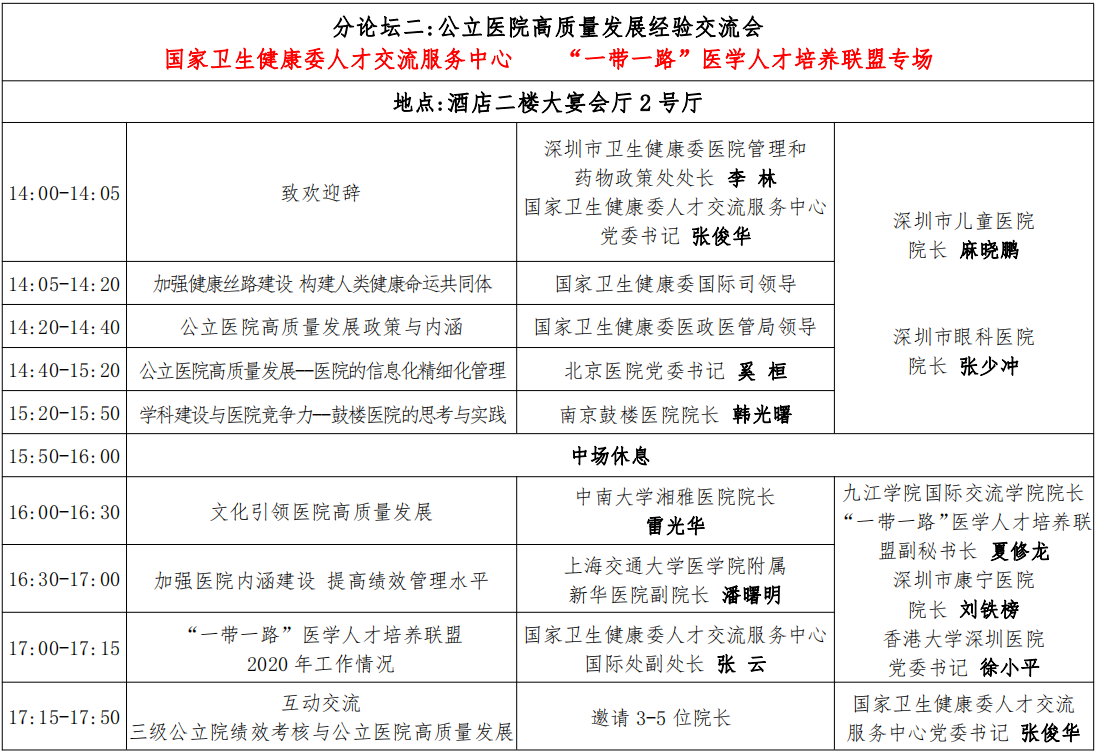 分论坛二:公立医院高质量发展经验交流会
国家卫生健康委人才交流服务中心 “一带一路”医学人才培养联盟专场
地点:酒店二楼大宴会厅2号厅
14:00-14:05
致欢迎辞
深圳市卫生健康委医院管理和
药物政策处处长 李 林
国家卫生健康委人才交流服务中心
党委书记 张俊华
深圳市儿童医院
院长 麻晓鹏
深圳市眼科医院
院长 张少冲
14:05-14:20
加强健康丝路建设 构建人类健康命运共同体
国家卫生健康委国际司领导
14:20-14:40
公立医院高质量发展政策与内涵
国家卫生健康委医政医管局领导
14:40-15:20
公立医院高质量发展—医院的信息化精细化管理
北京医院党委书记 奚 桓
15:20-15:50
学科建设与医院竞争力—鼓楼医院的思考与实践
南京鼓楼医院院长 韩光曙
15:50-16:00
中场休息
16:00-16:30
文化引领医院高质量发展
中南大学湘雅医院院长
雷光华
九江学院国际交流学院院长
“一带一路”医学人才培养联
盟副秘书长 夏修龙
深圳市康宁医院
院长 刘铁榜
香港大学深圳医院
党委书记 徐小平
16:30-17:00
加强医院内涵建设 提高绩效管理水平
上海交通大学医学院附属
新华医院副院长 潘曙明
17:00-17:15
“一带一路”医学人才培养联盟
2020年工作情况
国家卫生健康委人才交流服务中心
国际处副处长 张 云
17:15-17:50
互动交流
三级公立院绩效考核与公立医院高质量发展
邀请3-5位院长
国家卫生健康委人才交流
服务中心党委书记 张俊华